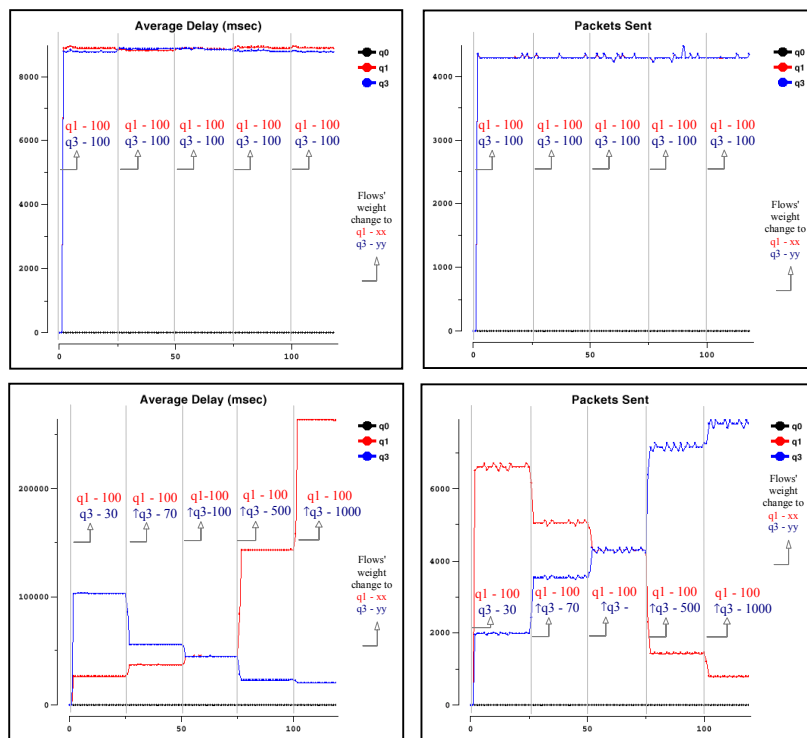 Average Delay (msec)
q0
q1
q3
8000
6000
4000
2000
0
q1 - 100 q1 - 100 q1 - 100 q1 - 100 q1 - 100
q3 - 100 q3 - 100 q3 - 100 q3 - 100 q3 - 100
Flows'
weight
change to
q1 - xx
q3 - yy
0 50 100
Packets Sent
q0
q1
q3
4000
3000
2000
1000
0
q1 - 100 q1 - 100 q1 - 100 q1 - 100 q1 - 100
q3 - 100 q3 - 100 q3 - 100 q3 - 100 q3 - 100
Flows'
weight
change to
q1 - xx
q3 - yy
0 50 100
Average Delay (msec)
q0
q1
q3
200000
100000
0
q1 - 100 q1 - 100 q1-100 q1 - 100 q1 - 100
q3 - 30 ↑q3 - 70 ↑q3-100 ↑q3 - 500 ↑q3 - 1000
Flows'
weight
change to
q1 - xx
q3 - yy
0 50 100
Packets Sent
q0
q1
q3
6000
4000
2000
0
Flows'
weight
change to
q1 - xx
q3 - yy
q1 - 100 q1 - 100 q1 - 100 q1 - 100 q1 - 100
q3 - 30 ↑q3 - 70 ↑q3 - ↑q3 - 500 ↑q3 - 1000
0 50 100